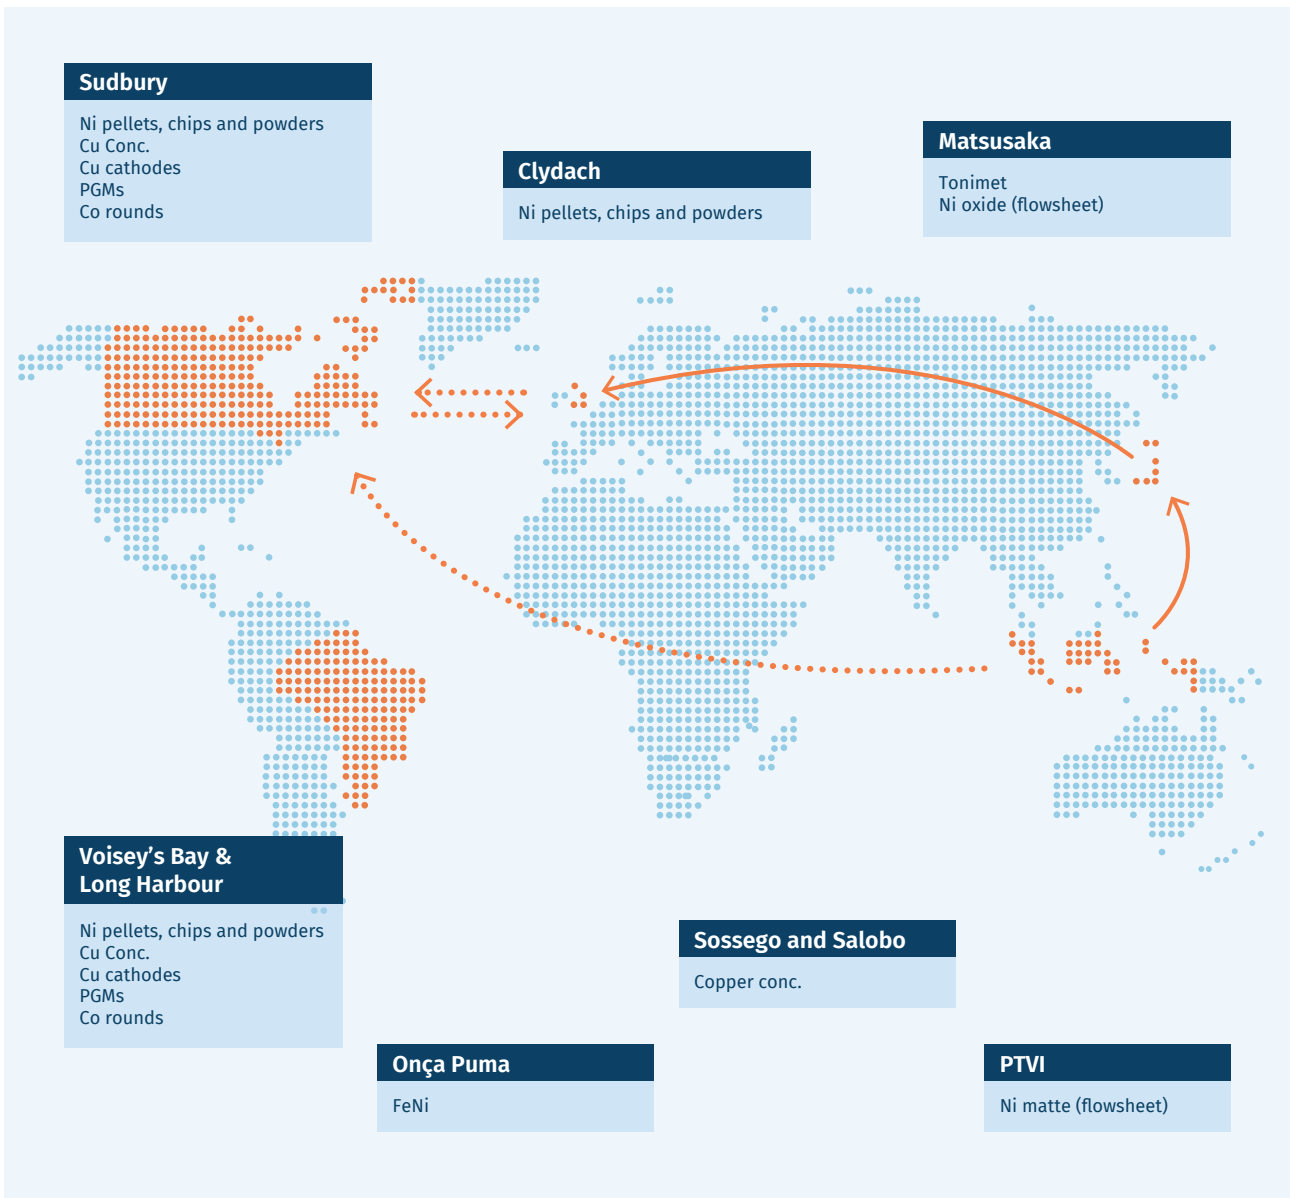 Sudbury
Ni pellets, chips and powders
Cu Conc.
Cu cathodes
PGMs
Co rounds
Clydach
Ni pellets, chips and powders
Matsusaka
Tonimet
Ni oxide (flowsheet)
Voisey's Bay &
Long Harbour
Ni pellets, chips and powders
Cu Conc.
Cu cathodes
PGMs
Co rounds
Sossego and Salobo
Copper conc.
Onça Puma
FeNi
PTVI
Ni matte (flowsheet)